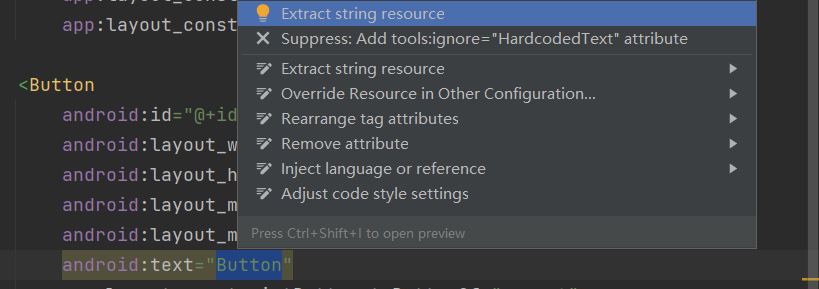 app:layout_
app:layout_const
<Button
android:id="@+id
android:layout_w
android:layout_h
android:layout_m
android:layout_m
android:text="Button"
Extract string resource
Suppress: Add tools:ignore="HardcodedText" attribute
Extract string resource
Override Resource in Other Configuration...
Rearrange tag attributes
Remove attribute
Inject language or reference
Adjust code style settings
Press Ctrl+Shift+I to open preview